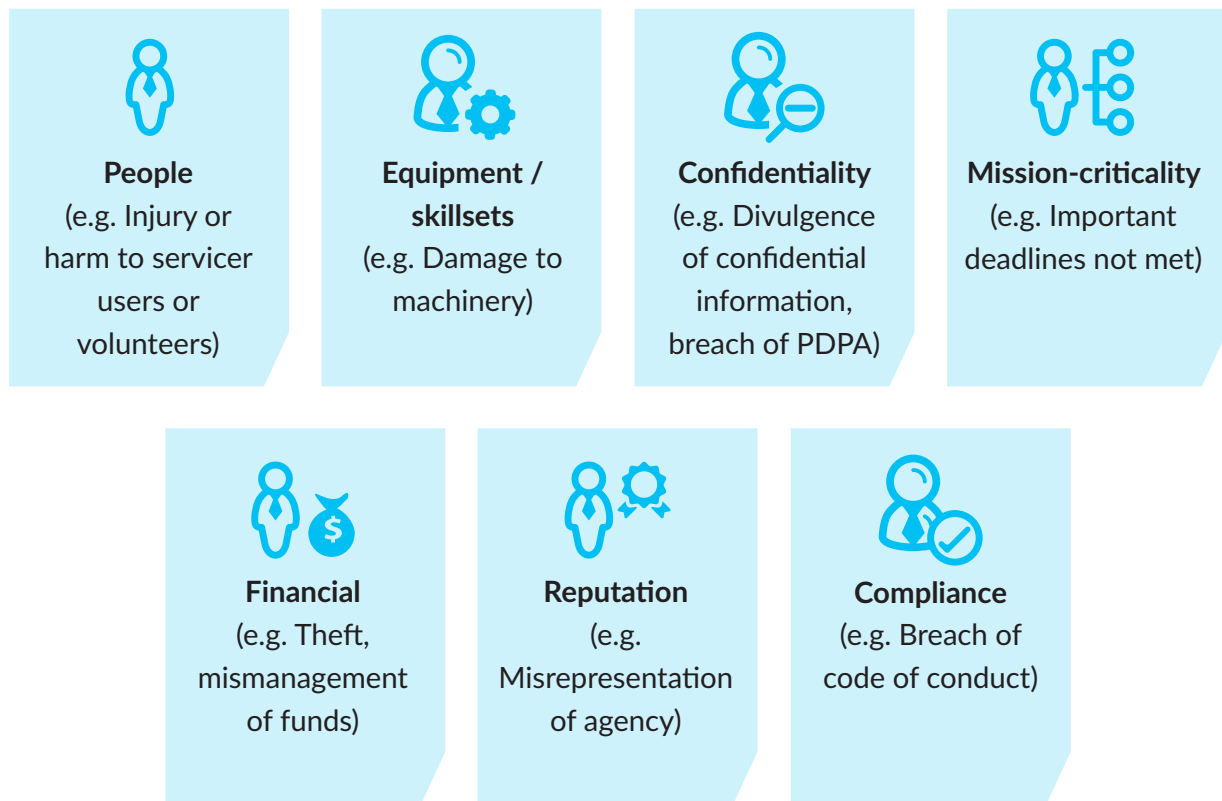 People
(e.g. Injury or
harm to servicer
users or
volunteers)
Equipment /
skillsets
(e.g. Damage to
machinery)
Confidentiality
(e.g. Divulgence
of confidential
information,
breach of PDPA)
Mission-criticality
(e.g. Important
deadlines not met)
$
Financial
(e.g. Theft,
mismanagement
of funds)
Reputation
(e.g.
Misrepresentation
of agency)
Compliance
(e.g. Breach of
code of conduct)